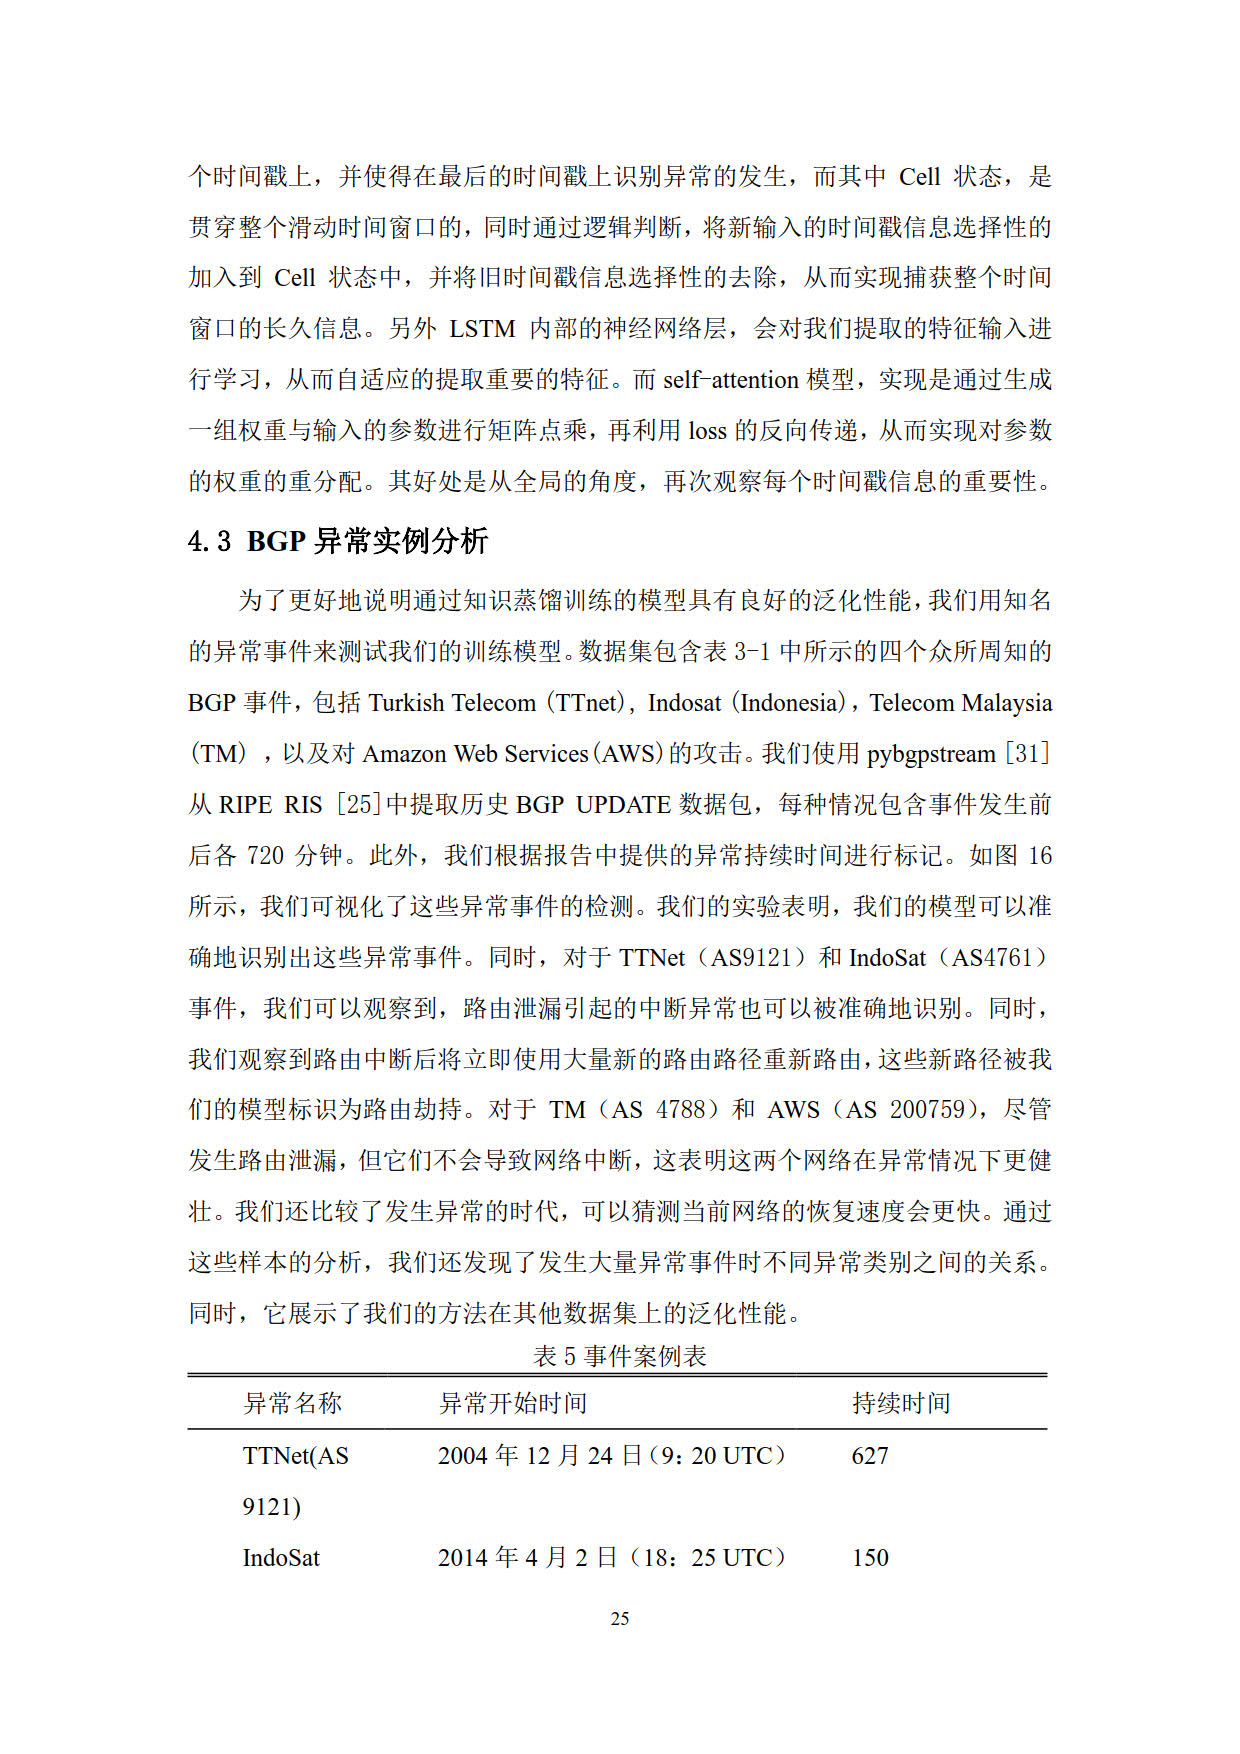 个时间戳上，并使得在最后的时间戳上识别异常的发生，而其中 Cell 状态，是
贯穿整个滑动时间窗口的，同时通过逻辑判断，将新输入的时间戳信息选择性的
加入到 Cell 状态中，并将旧时间戳信息选择性的去除，从而实现捕获整个时间
窗口的长久信息。另外 LSTM 内部的神经网络层，会对我们提取的特征输入进
行学习，从而自适应的提取重要的特征。而 self-attention 模型，实现是通过生成
一组权重与输入的参数进行矩阵点乘，再利用 loss 的反向传递，从而实现对参数
的权重的重分配。其好处是从全局的角度，再次观察每个时间戳信息的重要性。
4.3 BGP 异常实例分析
为了更好地说明通过知识蒸馏训练的模型具有良好的泛化性能，我们用知名
的异常事件来测试我们的训练模型。数据集包含表 3-1 中所示的四个众所周知的
BGP 事件，包括 Turkish Telecom (TTnet), Indosat (Indonesia)，Telecom Malaysia
(TM) ，以及对 Amazon Web Services(AWS)的攻击。我们使用 pybgpstream [31]
从 RIPE RIS [25]中提取历史 BGP UPDATE 数据包，每种情况包含事件发生前
后各 720 分钟。此外，我们根据报告中提供的异常持续时间进行标记。如图 16
所示，我们可视化了这些异常事件的检测。我们的实验表明，我们的模型可以准
确地识别出这些异常事件。同时，对于 TTNet（AS9121）和 IndoSat（AS4761）
事件，我们可以观察到，路由泄漏引起的中断异常也可以被准确地识别。同时，
我们观察到路由中断后将立即使用大量新的路由路径重新路由，这些新路径被我
们的模型标识为路由劫持。对于 TM（AS 4788）和 AWS（AS 200759），尽管
发生路由泄漏，但它们不会导致网络中断，这表明这两个网络在异常情况下更健
壮。我们还比较了发生异常的时代，可以猜测当前网络的恢复速度会更快。通过
这些样本的分析，我们还发现了发生大量异常事件时不同异常类别之间的关系。
同时，它展示了我们的方法在其他数据集上的泛化性能。
表 5 事件案例表
异常名称 异常开始时间 持续时间
TTNet(AS 2004 年 12 月 24 日（9：20 UTC） 627
9121)
IndoSat 2014 年 4 月 2 日（18：25 UTC） 150
25